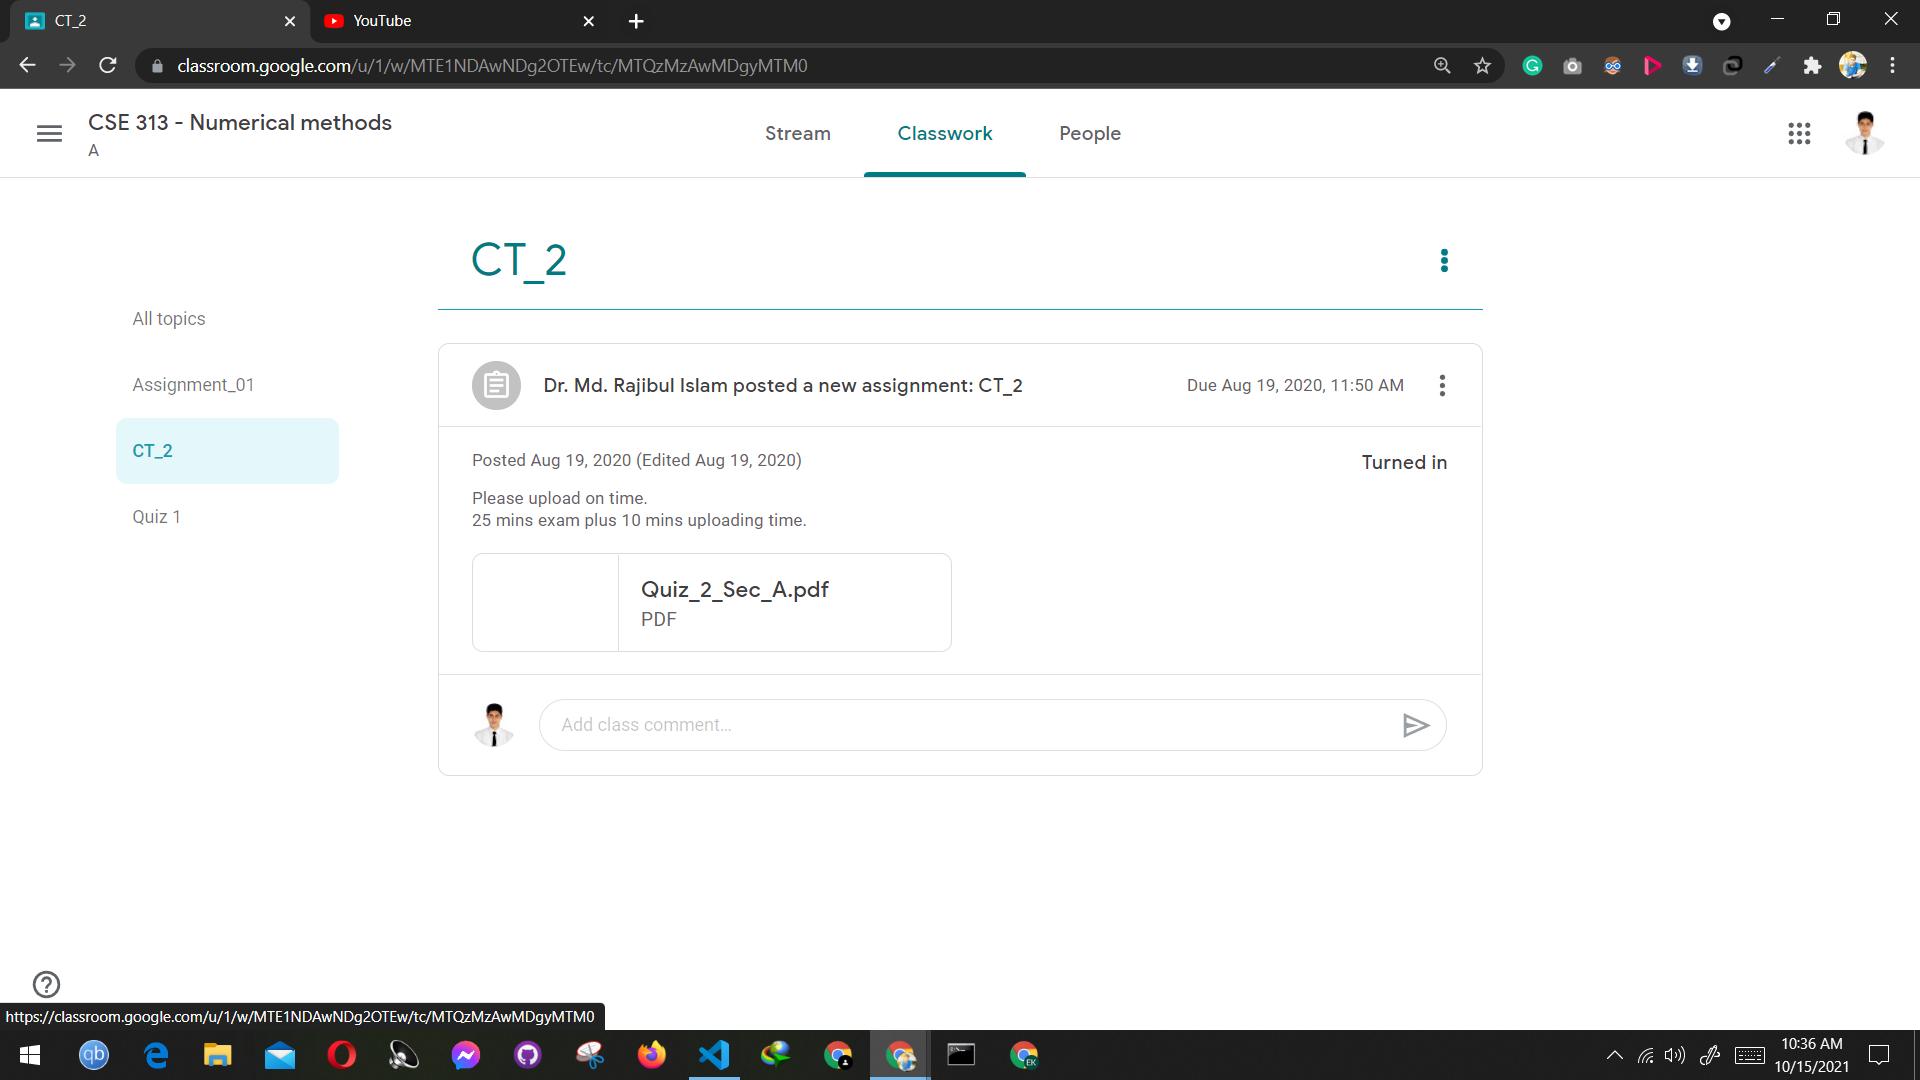 CT_2
YouTube
classroom.google.com/u/1/w/MTE1NDAwNDg2OTEw/tc/MTQzMzAwMDgyMTM0
CSE 313 - Numerical methods
A
Stream
Classwork
People
CT_2
All topics
Assignment_01
CT_2
Quiz 1
Dr. Md. Rajibul Islam posted a new assignment: CT_2
Due Aug 19, 2020, 11:50 AM
Posted Aug 19, 2020 (Edited Aug 19, 2020)
Turned in
Please upload on time.
25 mins exam plus 10 mins uploading time.
Quiz_2_Sec_A.pdf
PDF
Add class comment...
https://classroom.google.com/u/1/w/MTE1NDAwNDg2OTEw/tc/MTQzMzAwMDgyMTM0
qb
EK
10:36 AM
10/15/2021